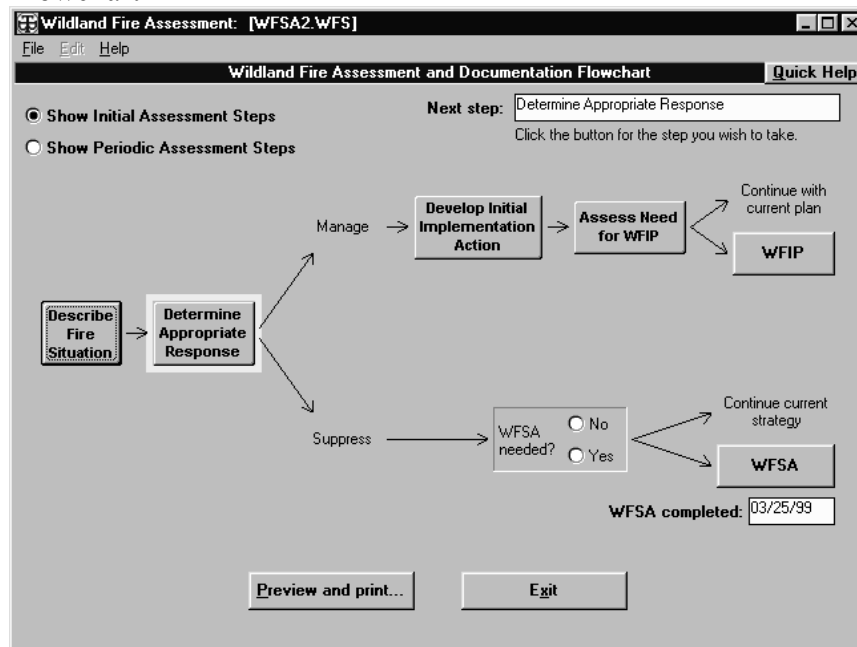 Wildland Fire Assessment: [WFSA2.WFS]
File Edit Help
Wildland Fire Assessment and Documentation Flowchart
Quick Help
Show Initial Assessment Steps
Show Periodic Assessment Steps
Next step: Determine Appropriate Response
Click the button for the step you wish to take.
Manage
Develop Initial
Implementation
Action
Assess Need
for WFIP
Continue with
current plan
WFIP
Describe
Fire
Situation
Determine
Appropriate
Response
Suppress
WFSA
needed?
No
Yes
Continue current
strategy
WFSA
WFSA completed: 03/25/99
Preview and print...
Exit